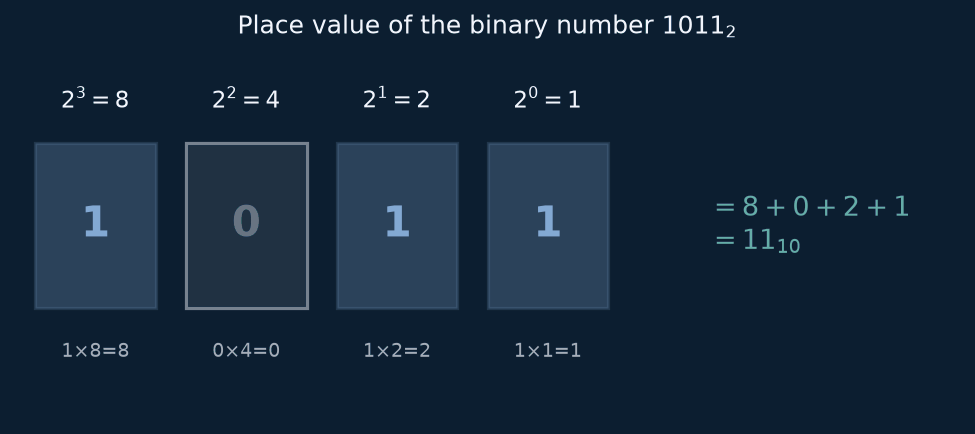 Place value of the binary number 1011₂
2³ = 8 2² = 4 2¹ = 2 2⁰ = 1
1 0 1 1
= 8 + 0 + 2 + 1
= 11₁₀
1×8=8 0×4=0 1×2=2 1×1=1